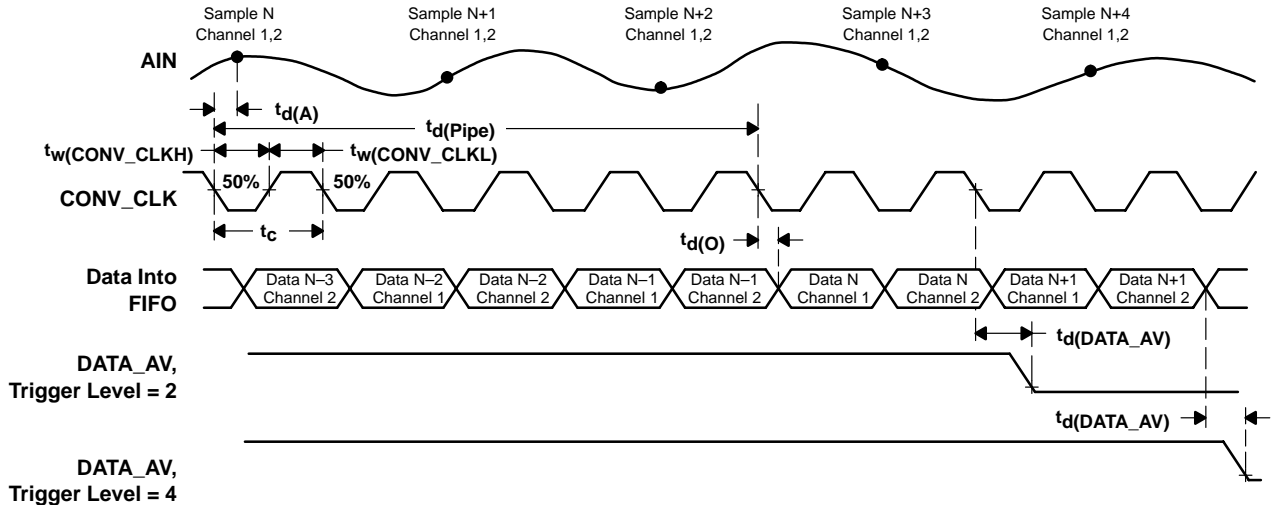 Sample N
Channel 1,2
Sample N+1
Channel 1,2
Sample N+2
Channel 1,2
Sample N+3
Channel 1,2
Sample N+4
Channel 1,2
AIN
td(A)
td(Pipe)
tw(CONV_CLKH)
tw(CONV_CLKL)
50%
50%
CONV_CLK
tc
td(O)
Data Into
FIFO
Data N–3
Channel 2
Data N–2
Channel 1
Data N–2
Channel 2
Data N–1
Channel 1
Data N–1
Channel 2
Data N
Channel 1
Data N
Channel 2
Data N+1
Channel 1
Data N+1
Channel 2
td(DATA_AV)
DATA_AV,
Trigger Level = 2
td(DATA_AV)
DATA_AV,
Trigger Level = 4